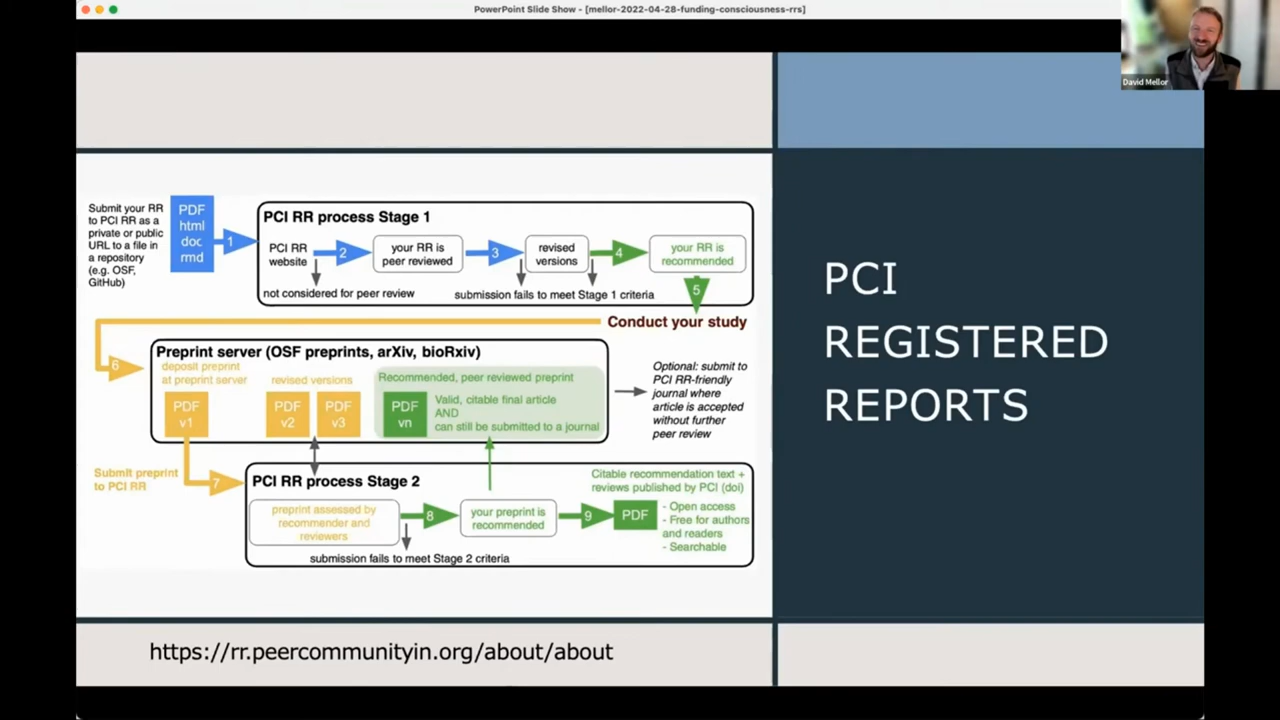 PowerPoint Slide Show - [mellor-2022-04-28-funding-consciousness-rrs]
David Mellor
Submit your RR
to PCI RR as a
private or public
URL to a file in
a repository
(e.g. OSF,
GitHub)
PDF
html
doc
rmd
1
PCI RR process Stage 1
PCI RR
website
2
your RR is
peer reviewed
3
revised
versions
4
your RR is
recommended
not considered for peer review
submission fails to meet Stage 1 criteria
5
Conduct your study
6
Preprint server (OSF preprints, arXiv, bioRxiv)
deposit preprint
at preprint server
revised versions
Recommended, peer reviewed preprint
PDF
v1
PDF
v2
PDF
v3
PDF
vn
Valid, citable final article
AND
can still be submitted to a journal
Optional: submit to
PCI RR-friendly
journal where
article is accepted
without further
peer review
Submit preprint
to PCI RR
7
PCI RR process Stage 2
preprint assessed by
recommender and
reviewers
8
your preprint is
recommended
9
Citable recommendation text +
reviews published by PCI (doi)
PDF
- Open access
- Free for authors
and readers
- Searchable
submission fails to meet Stage 2 criteria
PCI
REGISTERED
REPORTS
https://rr.peercommunityin.org/about/about